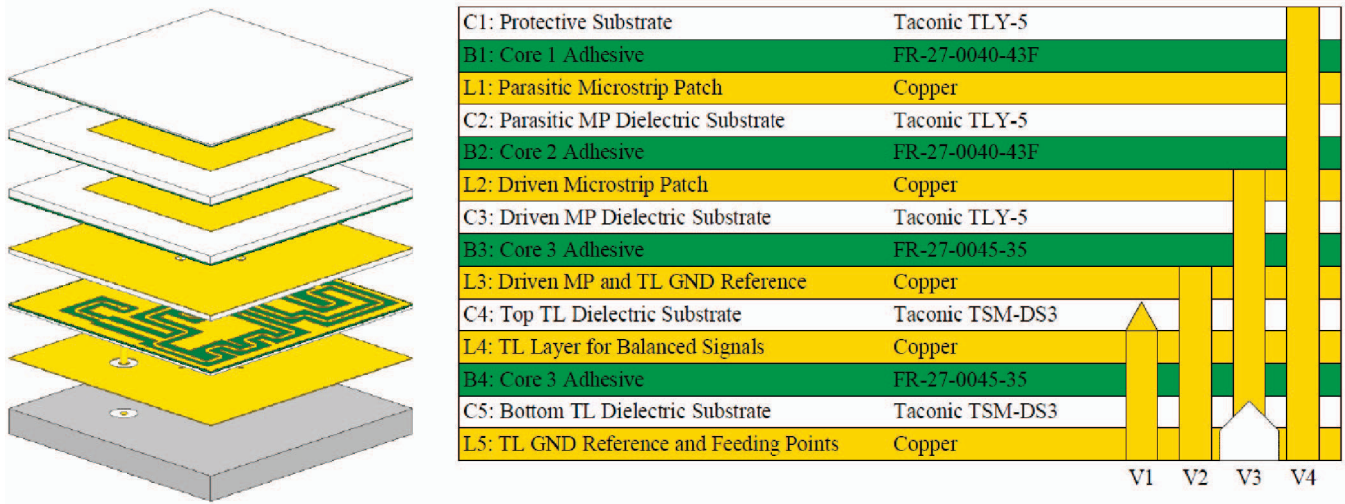 C1: Protective Substrate Taconic TLY-5
B1: Core 1 Adhesive FR-27-0040-43F
L1: Parasitic Microstrip Patch Copper
C2: Parasitic MP Dielectric Substrate Taconic TLY-5
B2: Core 2 Adhesive FR-27-0040-43F
L2: Driven Microstrip Patch Copper
C3: Driven MP Dielectric Substrate Taconic TLY-5
B3: Core 3 Adhesive FR-27-0045-35
L3: Driven MP and TL GND Reference Copper
C4: Top TL Dielectric Substrate Taconic TSM-DS3
L4: TL Layer for Balanced Signals Copper
B4: Core 3 Adhesive FR-27-0045-35
C5: Bottom TL Dielectric Substrate Taconic TSM-DS3
L5: TL GND Reference and Feeding Points Copper
V1 V2 V3 V4